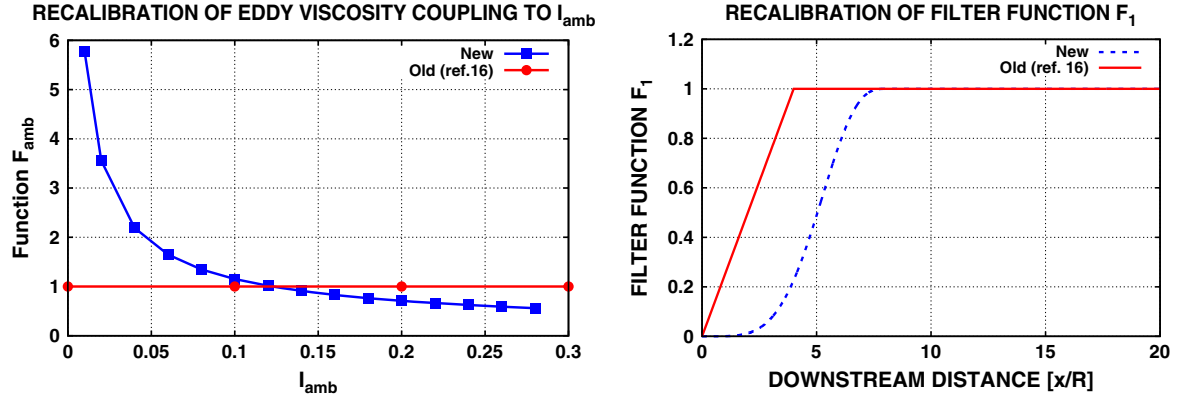 RECALIBRATION OF EDDY VISCOSITY COUPLING TO Iamb
6
5
4
3
2
1
0
Function Famb
New
Old (ref.16)
0
0.05
0.1
0.15
0.2
0.25
0.3
Iamb
RECALIBRATION OF FILTER FUNCTION F1
1.2
1
0.8
0.6
0.4
0.2
0
FILTER FUNCTION F1
New
Old (ref. 16)
0
5
10
15
20
DOWNSTREAM DISTANCE [x/R]